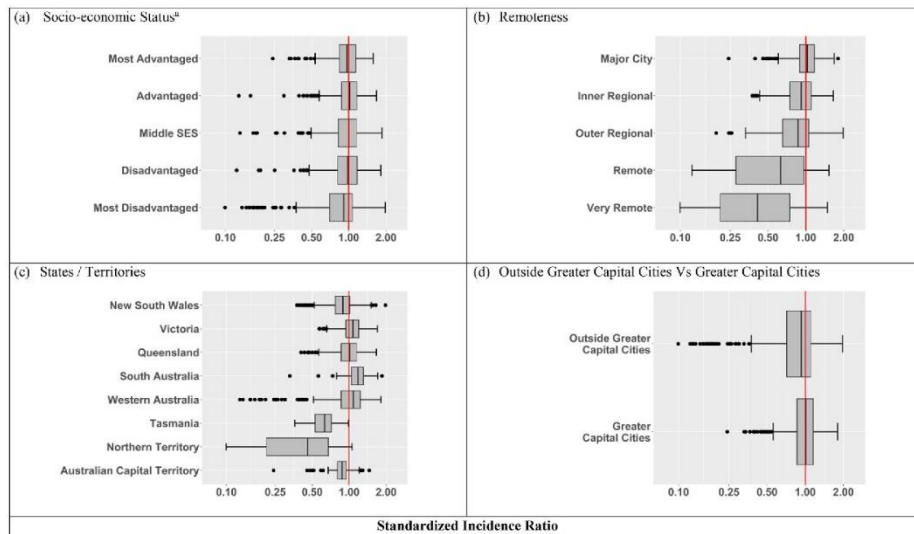 (a) Socio-economic Status¤
Most Advantaged
Advantaged
Middle SES
Disadvantaged
Most Disadvantaged
0.10 0.25 0.50 1.00 2.00
(b) Remoteness
Major City
Inner Regional
Outer Regional
Remote
Very Remote
0.10 0.25 0.50 1.00 2.00
(c) States / Territories
New South Wales
Victoria
Queensland
South Australia
Western Australia
Tasmania
Northern Territory
Australian Capital Territory
0.10 0.25 0.50 1.00 2.00
(d) Outside Greater Capital Cities Vs Greater Capital Cities
Outside Greater
Capital Cities
Greater
Capital Cities
0.10 0.25 0.50 1.00 2.00
Standardized Incidence Ratio